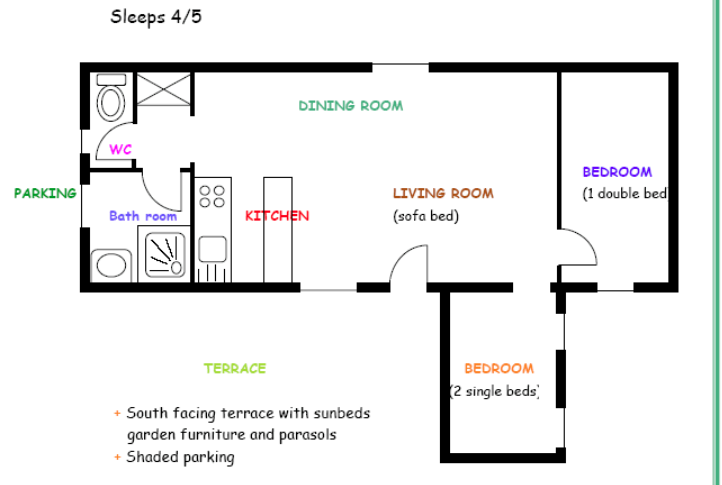 Sleeps 4/5
DINING ROOM
WC
BEDROOM
(1 double bed
PARKING
LIVING ROOM
(sofa bed)
Bath room
KITCHEN
TERRACE
BEDROOM
(2 single beds)
+ South facing terrace with sunbeds
garden furniture and parasols
+ Shaded parking